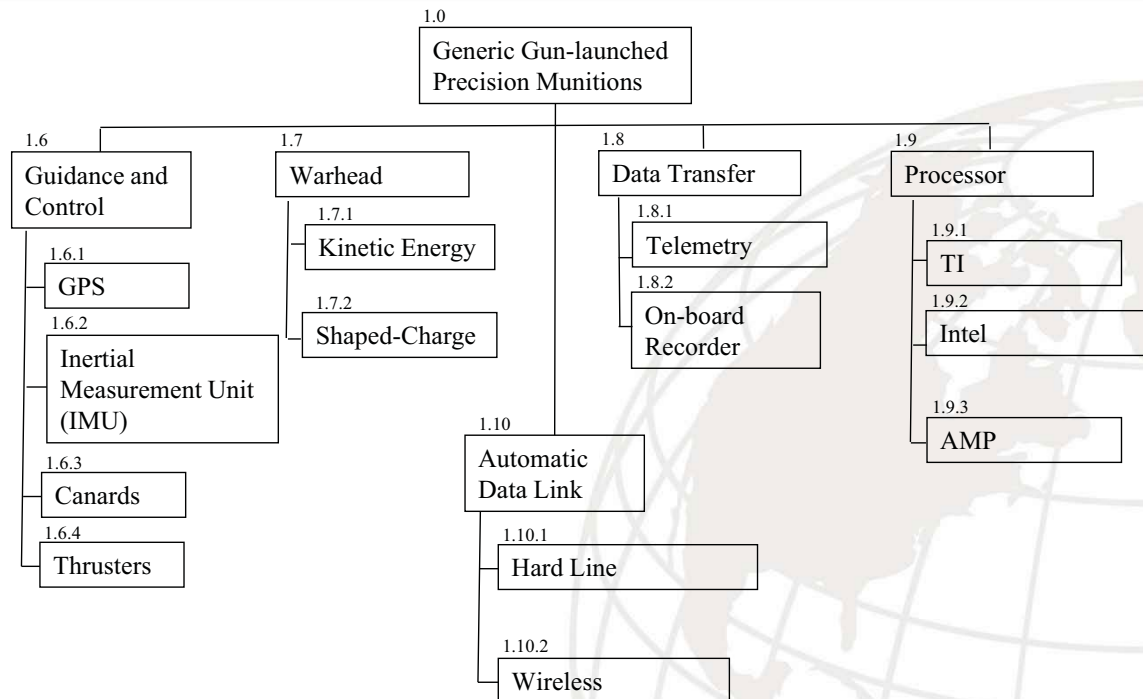 1.0
Generic Gun-launched
Precision Munitions
1.6
Guidance and
Control
1.6.1
GPS
1.6.2
Inertial
Measurement Unit
(IMU)
1.6.3
Canards
1.6.4
Thrusters
1.7
Warhead
1.7.1
Kinetic Energy
1.7.2
Shaped-Charge
1.10
Automatic
Data Link
1.10.1
Hard Line
1.10.2
Wireless
1.8
Data Transfer
1.8.1
Telemetry
1.8.2
On-board
Recorder
1.9
Processor
1.9.1
TI
1.9.2
Intel
1.9.3
AMP